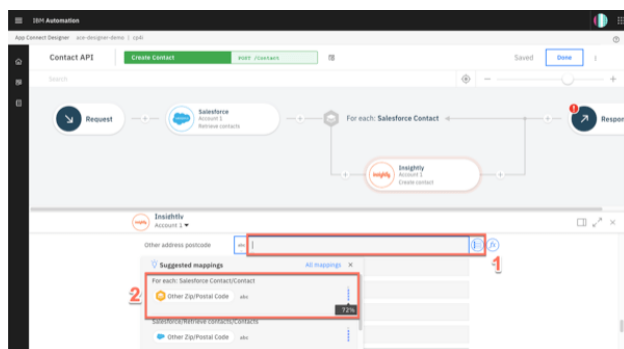 IBM Automation
App Connect Designer ace-designer-demo | cp4i
Contact API
Create Contact
POST /Contact
Saved
Done
Search
Request
Salesforce
Account 1
Retrieve contacts
For each: Salesforce Contact
Respon
Insightly
Account 1
Create contact
Insightly
Account 1
Other address postcode
abc
1
Suggested mappings
All mappings
2
For each: Salesforce Contact/Contact
Other Zip/Postal Code abc
72%
Salesforce/Retrieve contacts/Contacts
Other Zip/Postal Code abc